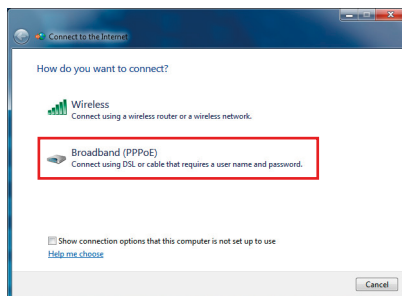 Connect to the Internet
How do you want to connect?
Wireless
Connect using a wireless router or a wireless network.
Broadband (PPPoE)
Connect using DSL or cable that requires a user name and password.
Show connection options that this computer is not set up to use
Help me choose
Cancel